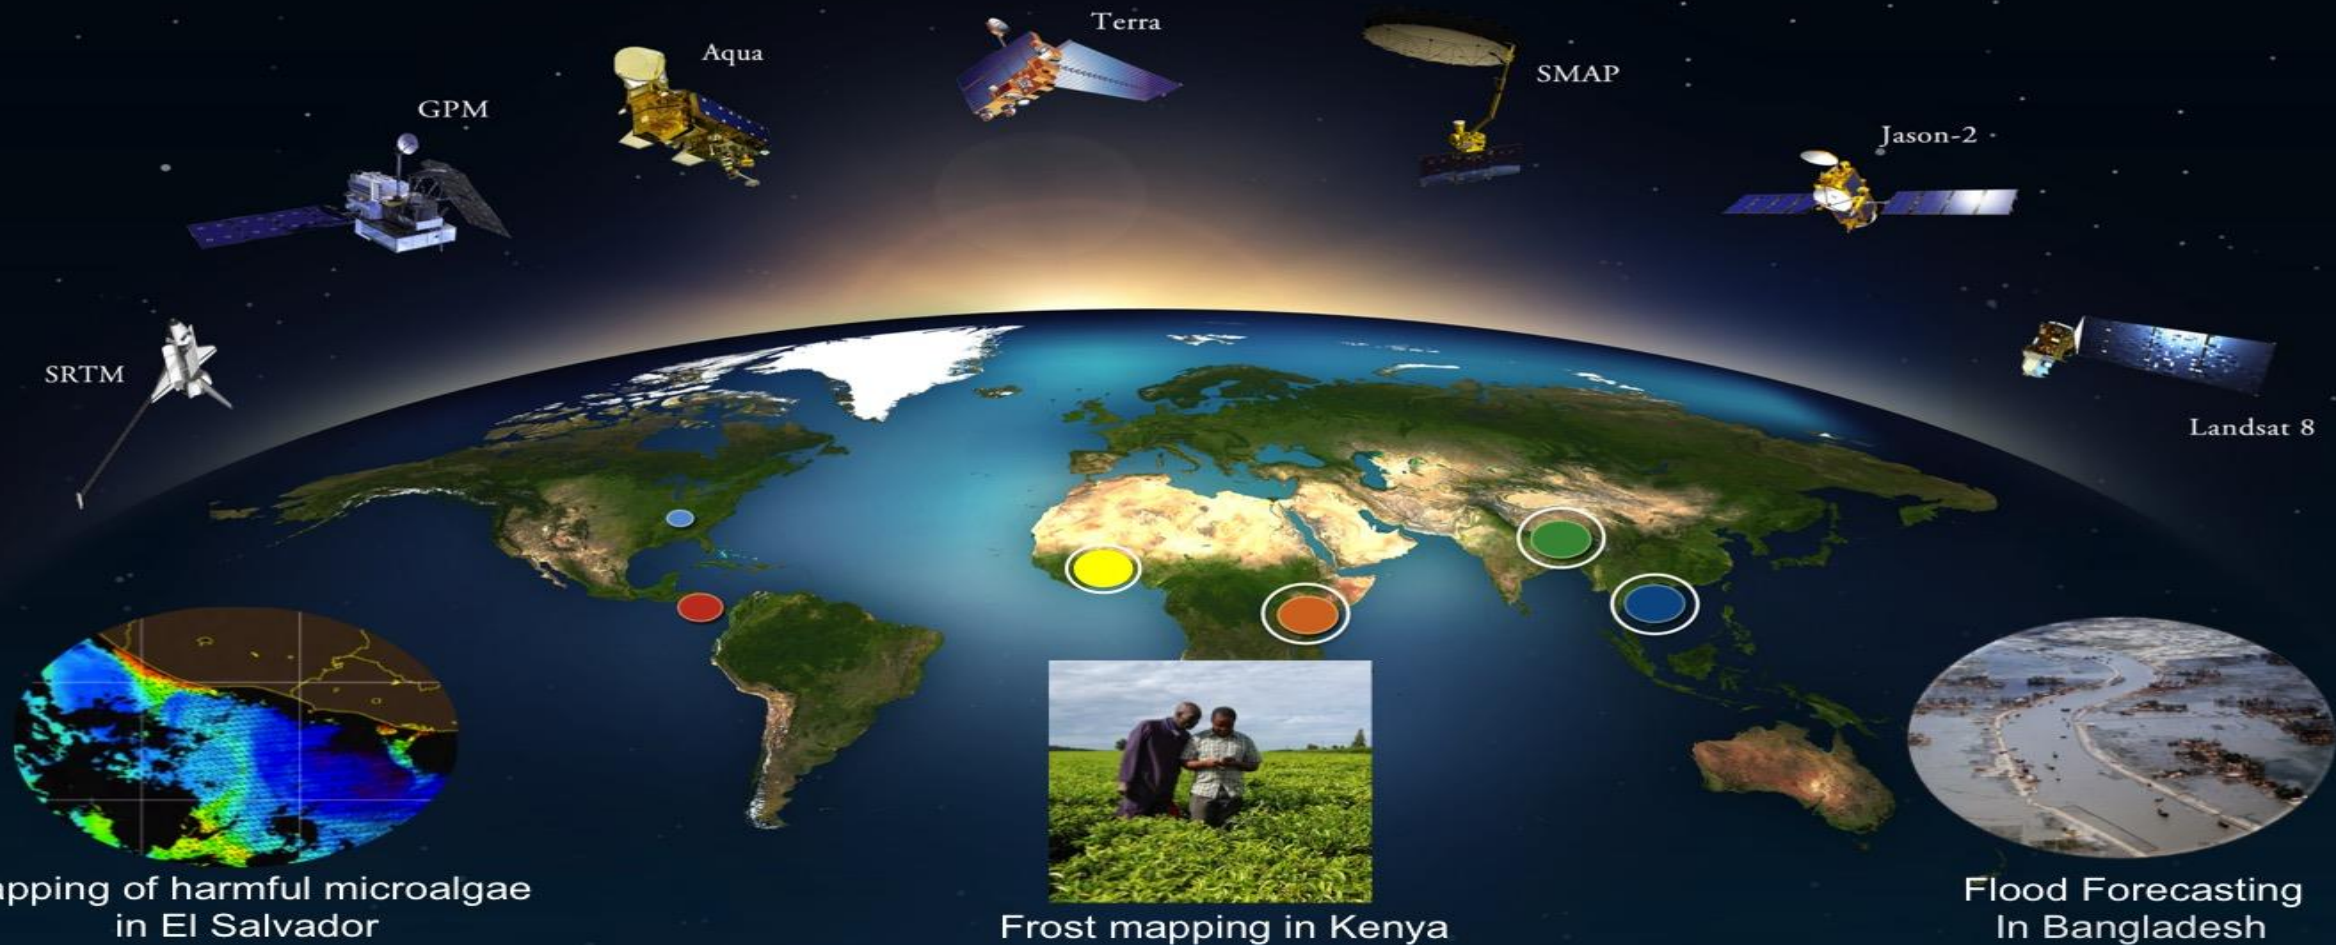 Terra
Aqua
SMAP
GPM
Jason-2
SRTM
Landsat 8
apping of harmful microalgae
in El Salvador
Frost mapping in Kenya
Flood Forecasting
In Bangladesh